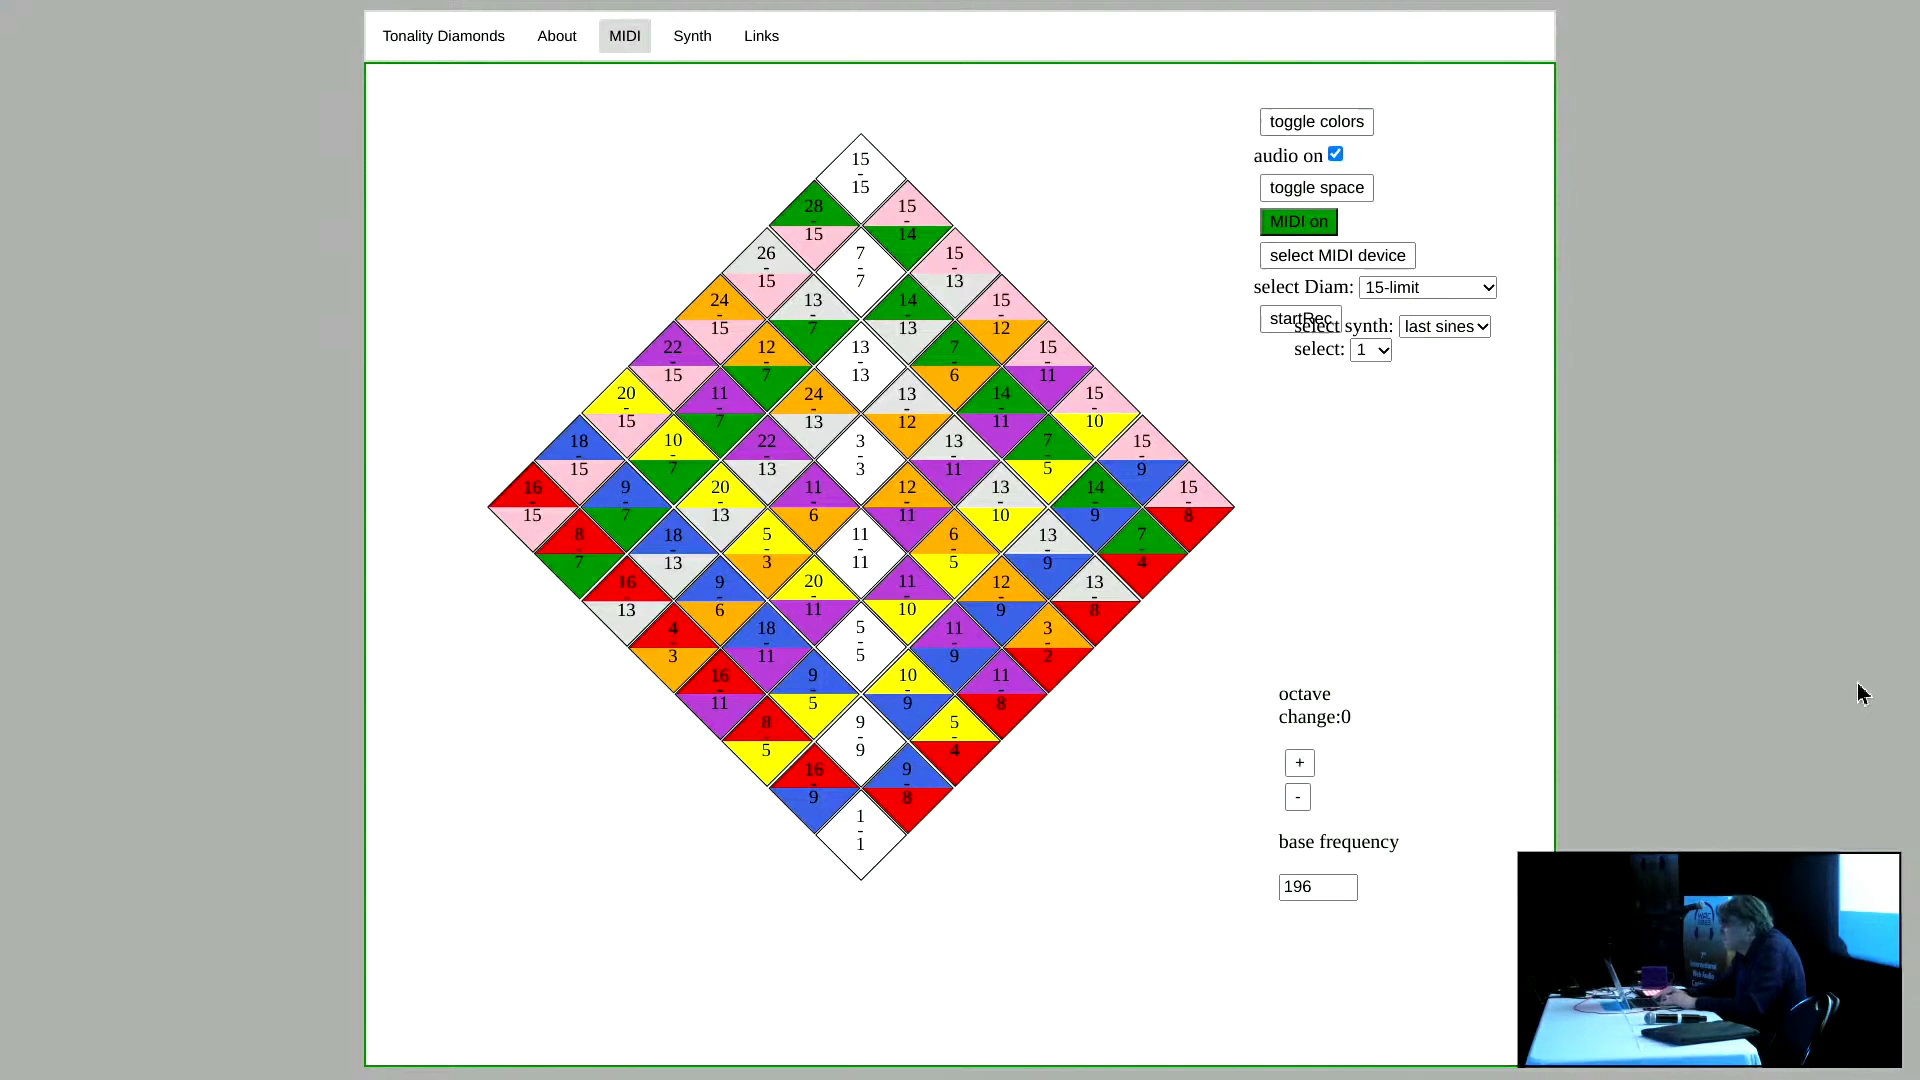 Tonality Diamonds About MIDI Synth Links
toggle colors
audio on
toggle space
MIDI on
select MIDI device
select Diam: 15-limit
startRec
select synth: last sines
select: 1
15/15
28/15 15/14
26/15 7/7 15/13
24/15 13/7 14/13 15/12
22/15 12/7 13/13 7/6 15/11
20/15 11/7 24/13 13/12 14/11 15/10
18/15 10/7 22/13 3/3 13/11 7/5 15/9
16/15 9/7 20/13 11/6 12/11 13/10 14/9 15/8
8/7 18/13 5/3 11/11 6/5 13/9 7/4
16/13 9/6 20/11 11/10 12/9 13/8
4/3 18/11 5/5 11/9 3/2
16/11 9/5 10/9 11/8
8/5 9/9 5/4
16/9 9/8
1/1
octave
change:0
+
-
base frequency
196